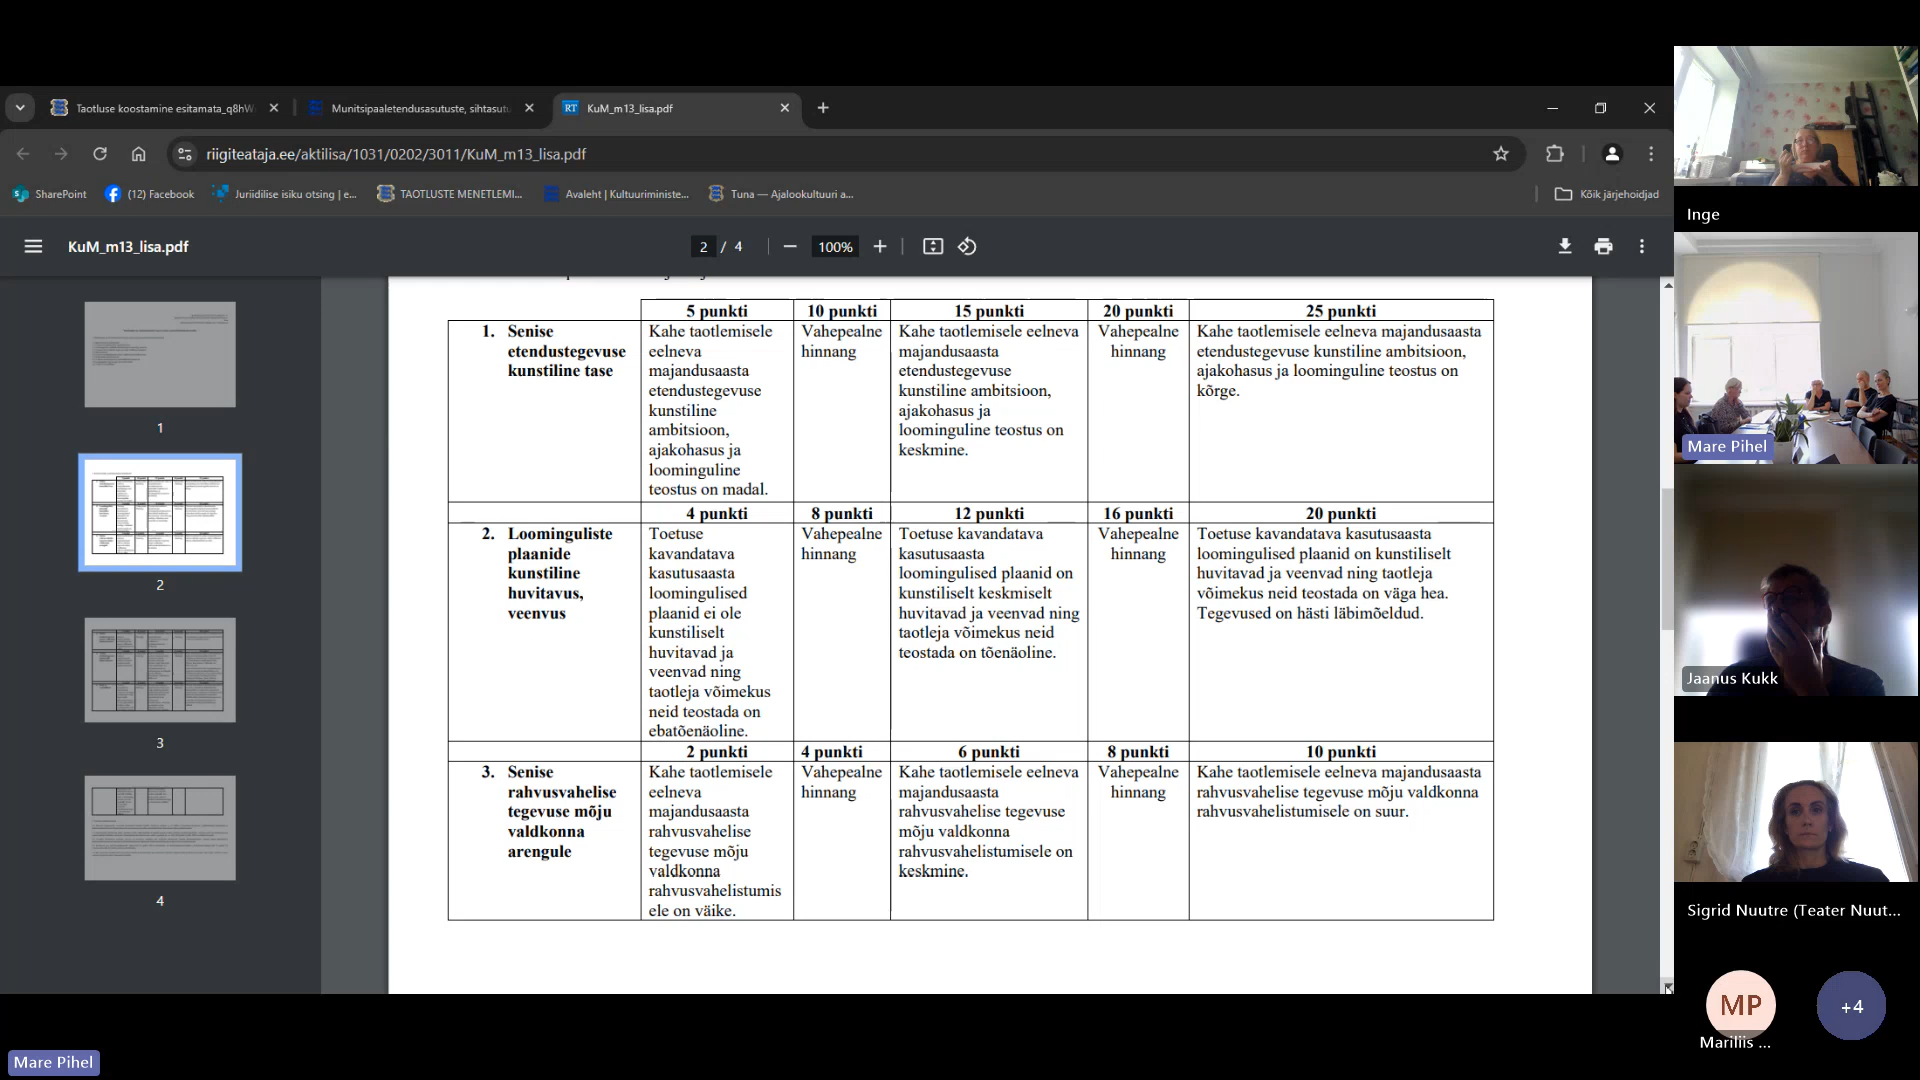 Taotluse koostamine esitamata_q8hW
Munitsipaaletendusasutuste, sihtasut
KuM_m13_lisa.pdf
riigiteataja.ee/aktilisa/1031/0202/3011/KuM_m13_lisa.pdf
SharePoint
(12) Facebook
Juriidilise isiku otsing | e...
TAOTLUSTE MENETLEMI...
Avaleht | Kultuuriministe...
Tuna — Ajalookultuuri a...
Kõik järjehoidjad
KuM_m13_lisa.pdf
2 / 4
100%
1
2
3
4
5 punkti
10 punkti
15 punkti
20 punkti
25 punkti
1. Senise
etendustegevuse
kunstiline tase
Kahe taotlemisele
eelneva
majandusaasta
etendustegevuse
kunstiline
ambitsioon,
ajakohasus ja
loominguline
teostus on madal.
Vahepealne
hinnang
Kahe taotlemisele eelneva
majandusaasta
etendustegevuse
kunstiline ambitsioon,
ajakohasus ja
loominguline teostus on
keskmine.
Vahepealne
hinnang
Kahe taotlemisele eelneva majandusaasta
etendustegevuse kunstiline ambitsioon,
ajakohasus ja loominguline teostus on
kõrge.
4 punkti
8 punkti
12 punkti
16 punkti
20 punkti
2. Loominguliste
plaanide
kunstiline
huvitavus,
veenvus
Toetuse
kavandatava
kasutusaasta
loomingulised
plaanid ei ole
kunstiliselt
huvitavad ja
veenvad ning
taotleja võimekus
neid teostada on
ebatõenäoline.
Vahepealne
hinnang
Toetuse kavandatava
kasutusaasta
loomingulised plaanid on
kunstiliselt keskmiselt
huvitavad ja veenvad ning
taotleja võimekus neid
teostada on tõenäoline.
Vahepealne
hinnang
Toetuse kavandatava kasutusaasta
loomingulised plaanid on kunstiliselt
huvitavad ja veenvad ning taotleja
võimekus neid teostada on väga hea.
Tegevused on hästi läbimõeldud.
2 punkti
4 punkti
6 punkti
8 punkti
10 punkti
3. Senise
rahvusvahelise
tegevuse mõju
valdkonna
arengule
Kahe taotlemisele
eelneva
majandusaasta
rahvusvahelise
tegevuse mõju
valdkonna
rahvusvahelistumis
ele on väike.
Vahepealne
hinnang
Kahe taotlemisele eelneva
majandusaasta
rahvusvahelise tegevuse
mõju valdkonna
rahvusvahelistumisele on
keskmine.
Vahepealne
hinnang
Kahe taotlemisele eelneva majandusaasta
rahvusvahelise tegevuse mõju valdkonna
rahvusvahelistumisele on suur.
Inge
Mare Pihel
Jaanus Kukk
Sigrid Nuutre (Teater Nuut...
MP
+4
Mariliis ...
Mare Pihel